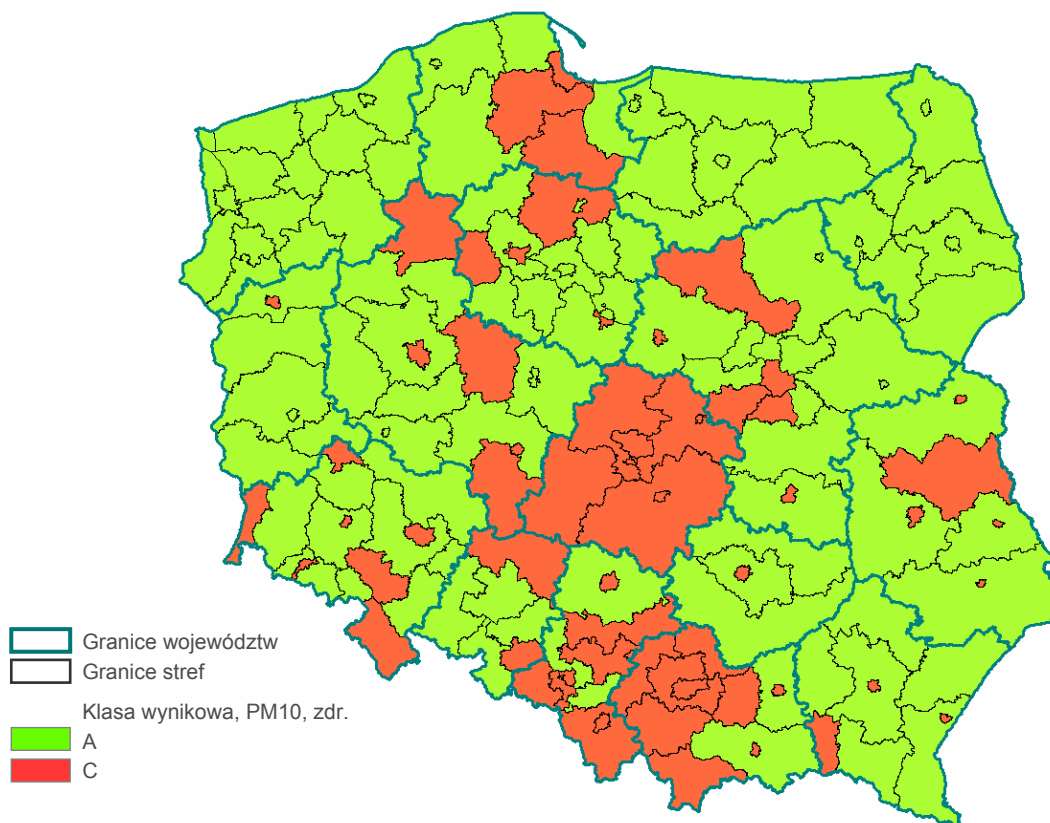 Granice województw
Granice stref
Klasa wynikowa, PM10, zdr.
A
C